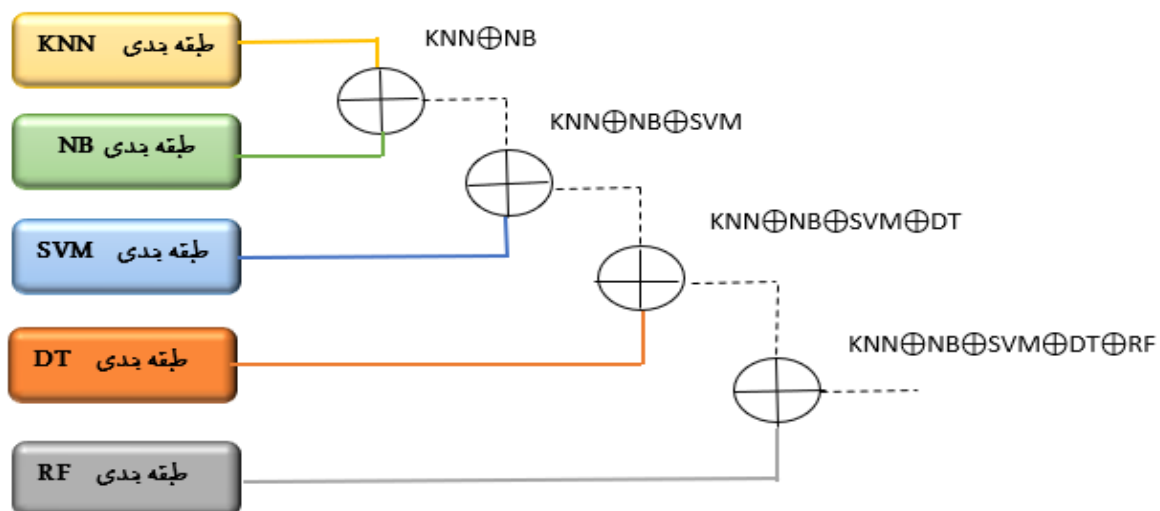 طبقه بندی KNN
KNN⊕NB
طبقه بندی NB
KNN⊕NB⊕SVM
طبقه بندی SVM
KNN⊕NB⊕SVM⊕DT
طبقه بندی DT
KNN⊕NB⊕SVM⊕DT⊕RF
طبقه بندی RF